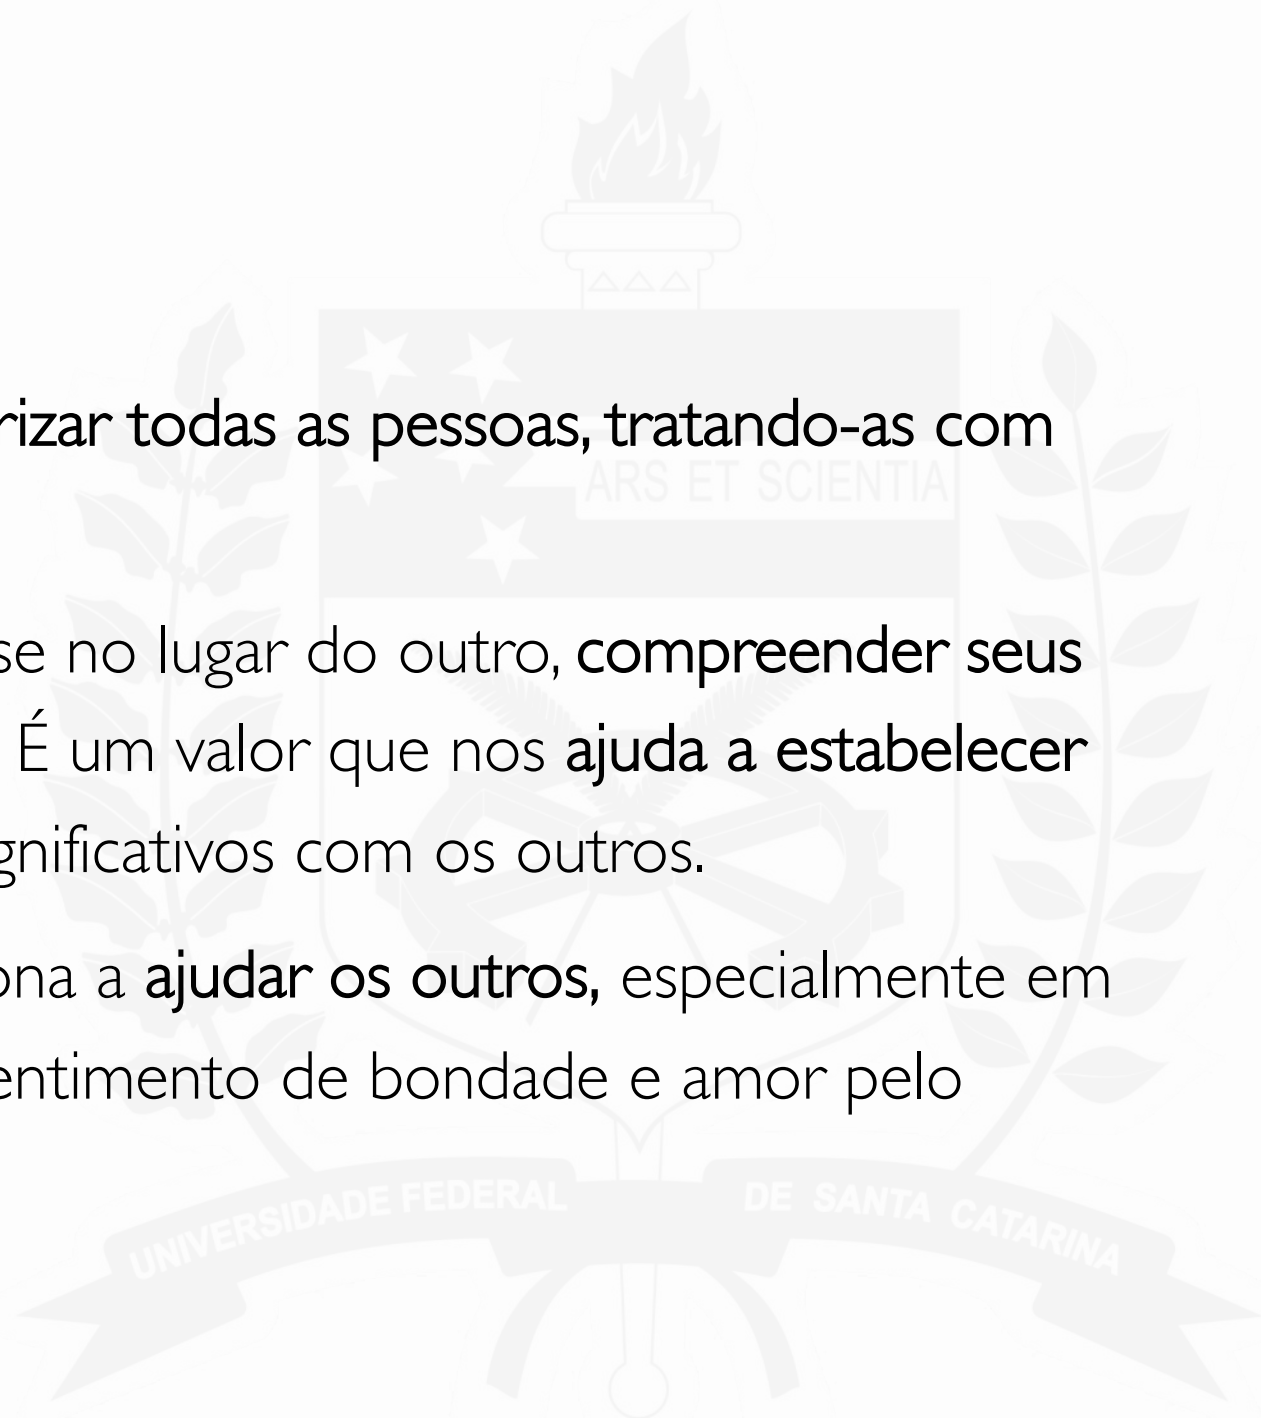 rizar todas as pessoas, tratando-as com
ARS ET SCIENTIA
se no lugar do outro, compreender seus
É um valor que nos ajuda a estabelecer
gnificativos com os outros.
ona a ajudar os outros, especialmente em
entimento de bondade e amor pelo
UNIVERSIDADE FEDERAL DE SANTA CATARINA